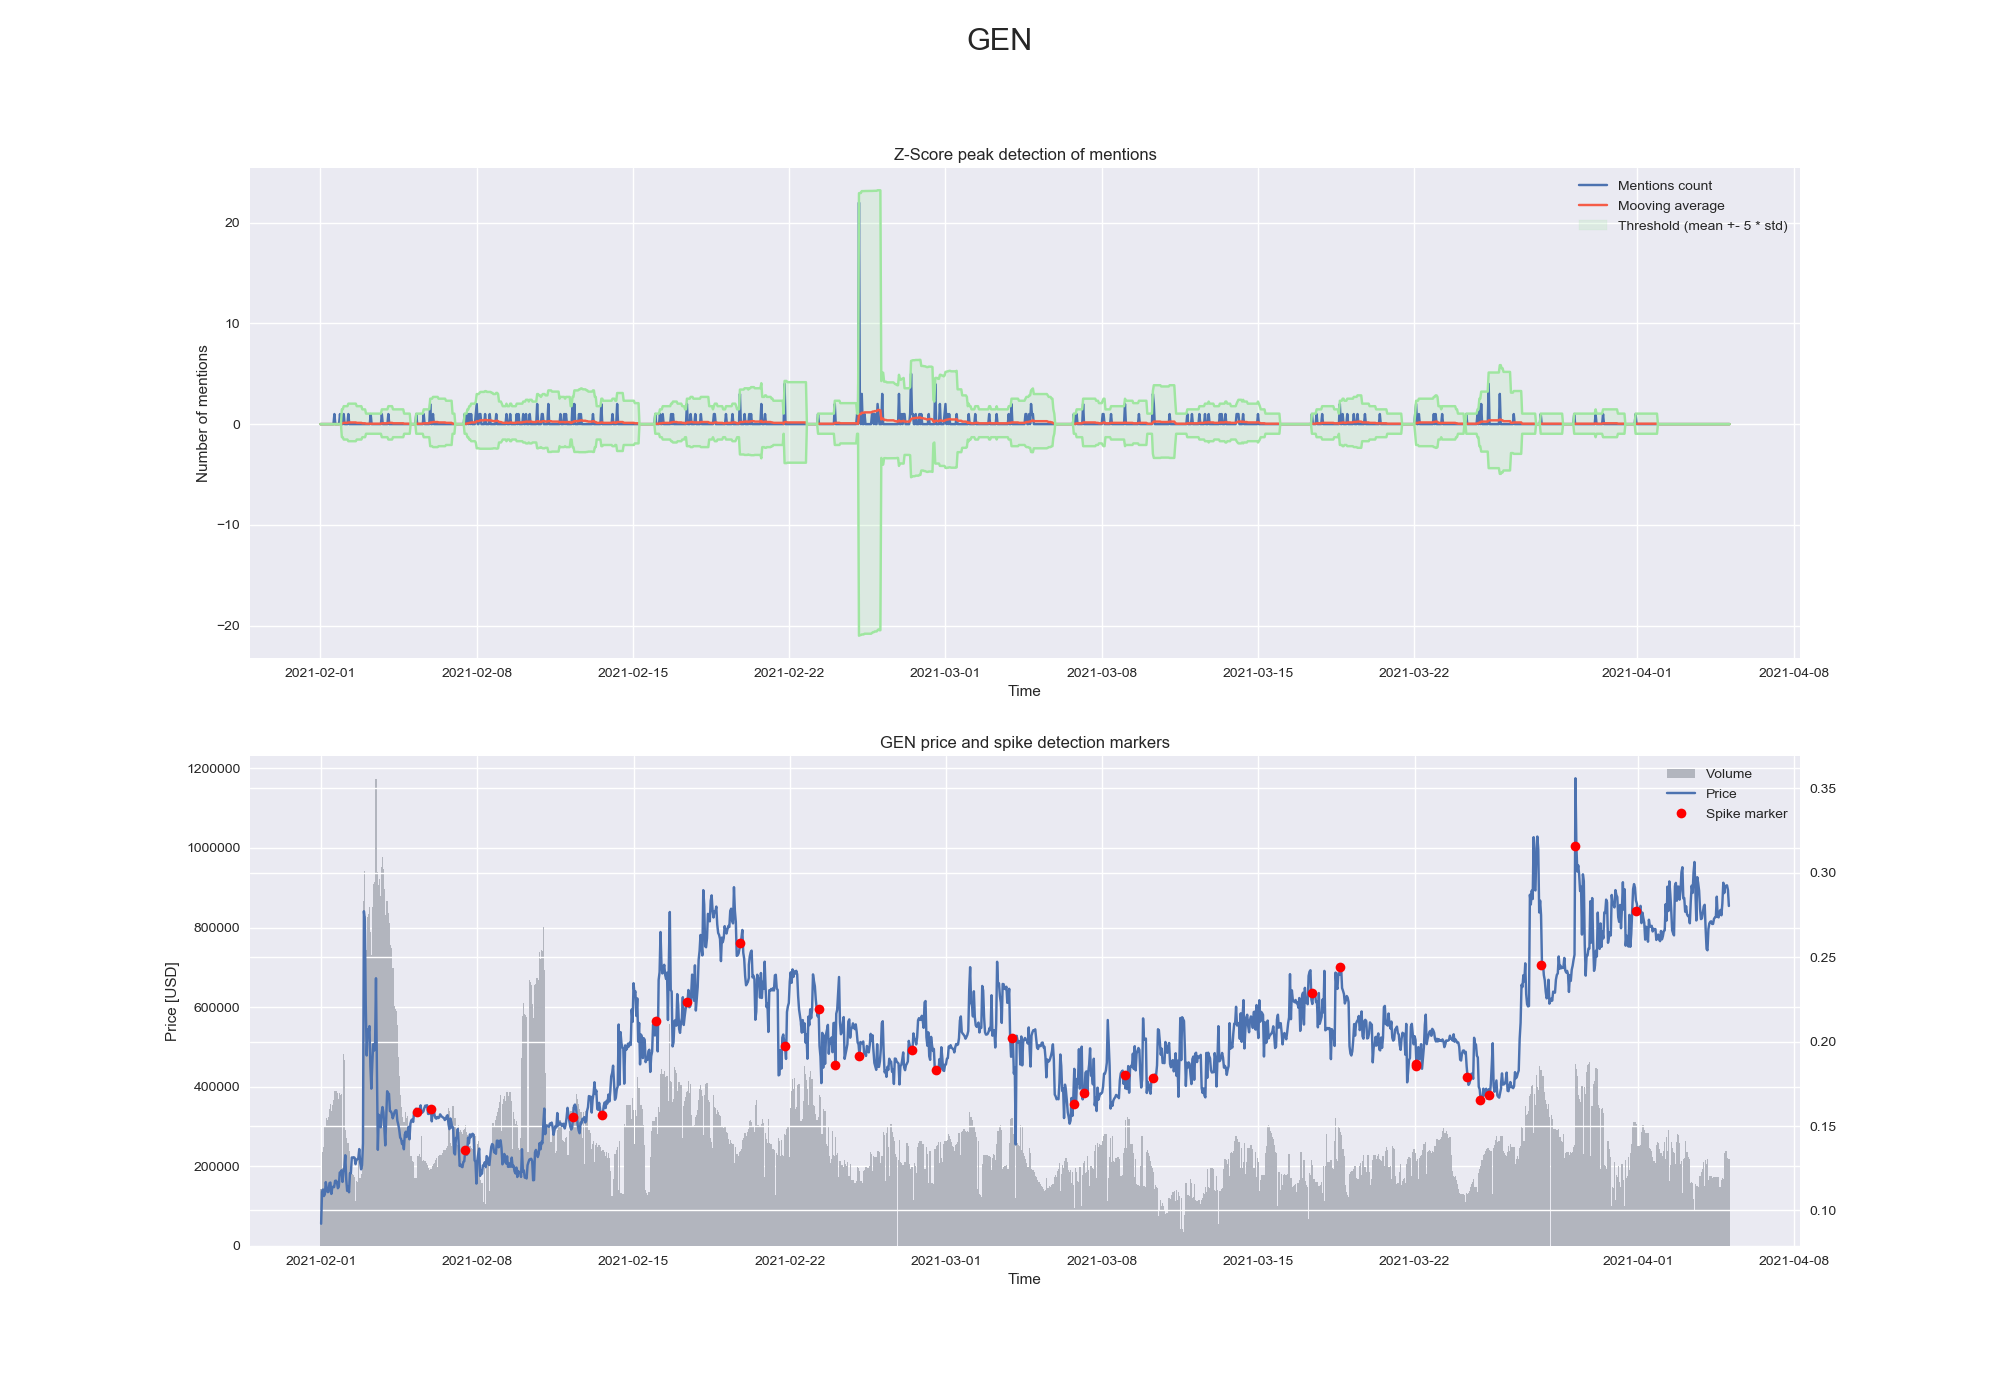 GEN
Z-Score peak detection of mentions
Mentions count
Mooving average
Threshold (mean +- 5 * std)
Number of mentions
20
10
0
−10
−20
2021-02-01 2021-02-08 2021-02-15 2021-02-22 2021-03-01 2021-03-08 2021-03-15 2021-03-22 2021-04-01 2021-04-08
Time
GEN price and spike detection markers
Volume
Price
Spike marker
Price [USD]
1200000
1000000
800000
600000
400000
200000
0
0.35
0.30
0.25
0.20
0.15
0.10
2021-02-01 2021-02-08 2021-02-15 2021-02-22 2021-03-01 2021-03-08 2021-03-15 2021-03-22 2021-04-01 2021-04-08
Time